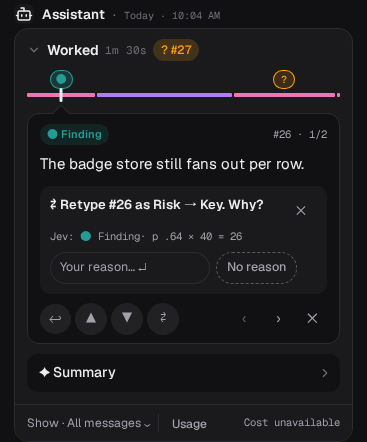 Assistant · Today · 10:04 AM
Worked 1m 30s ? #27
?
Finding #26 · 1/2
The badge store still fans out per row.
Retype #26 as Risk → Key. Why?
Jev: Finding· p .64 × 40 = 26
Your reason… ↵ No reason
Summary
Show · All messages Usage Cost unavailable